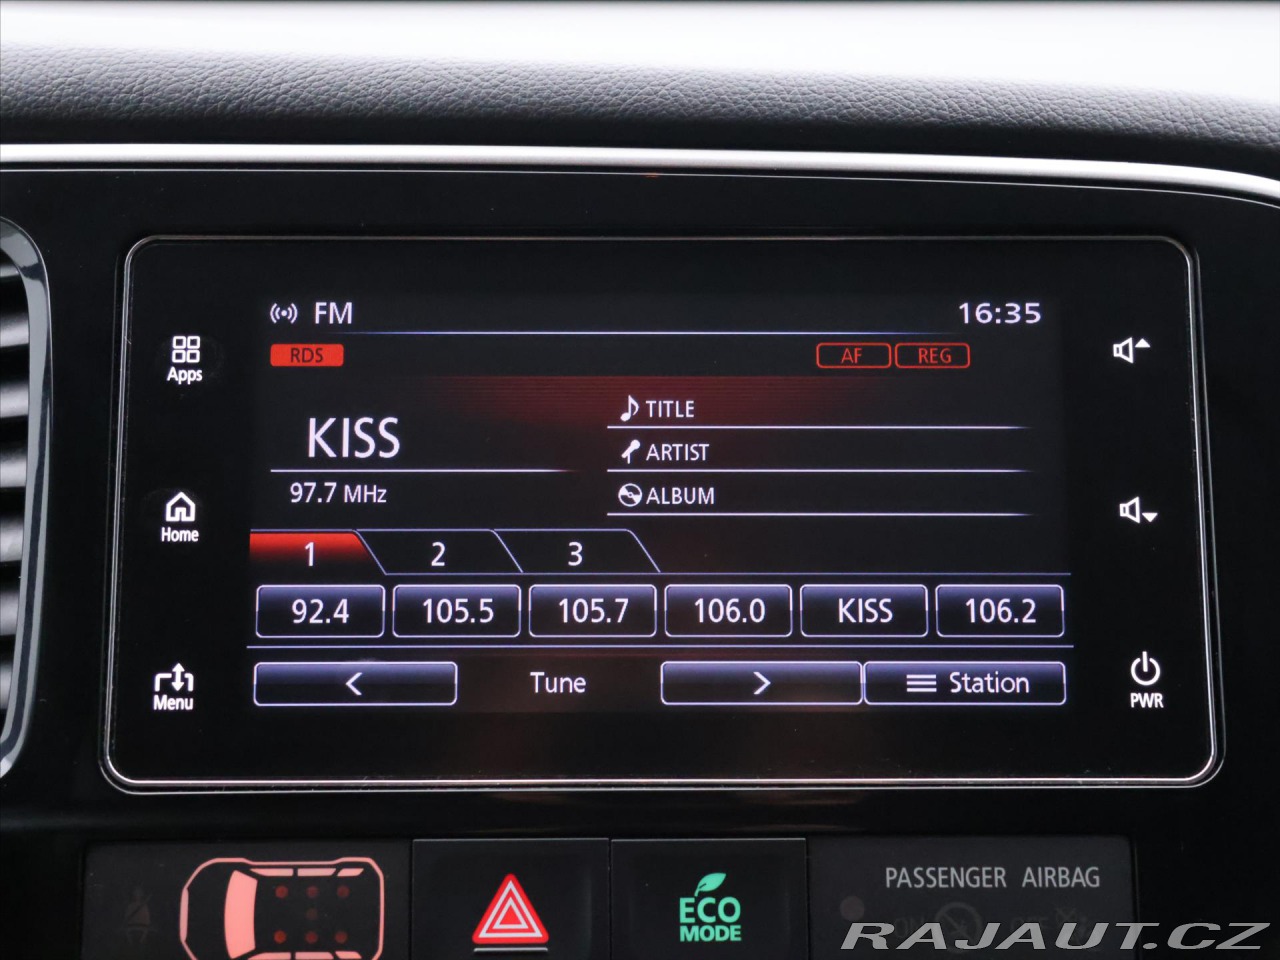 FM
16:35
RDS
AF REG
Apps
TITLE
KISS
ARTIST
97.7 MHz
ALBUM
Home
1 2 3
92.4 105.5 105.7 106.0 KISS 106.2
< Tune > Station
Menu
PWR
PASSENGER AIRBAG
ECO
MODE
RAJAUT.CZ